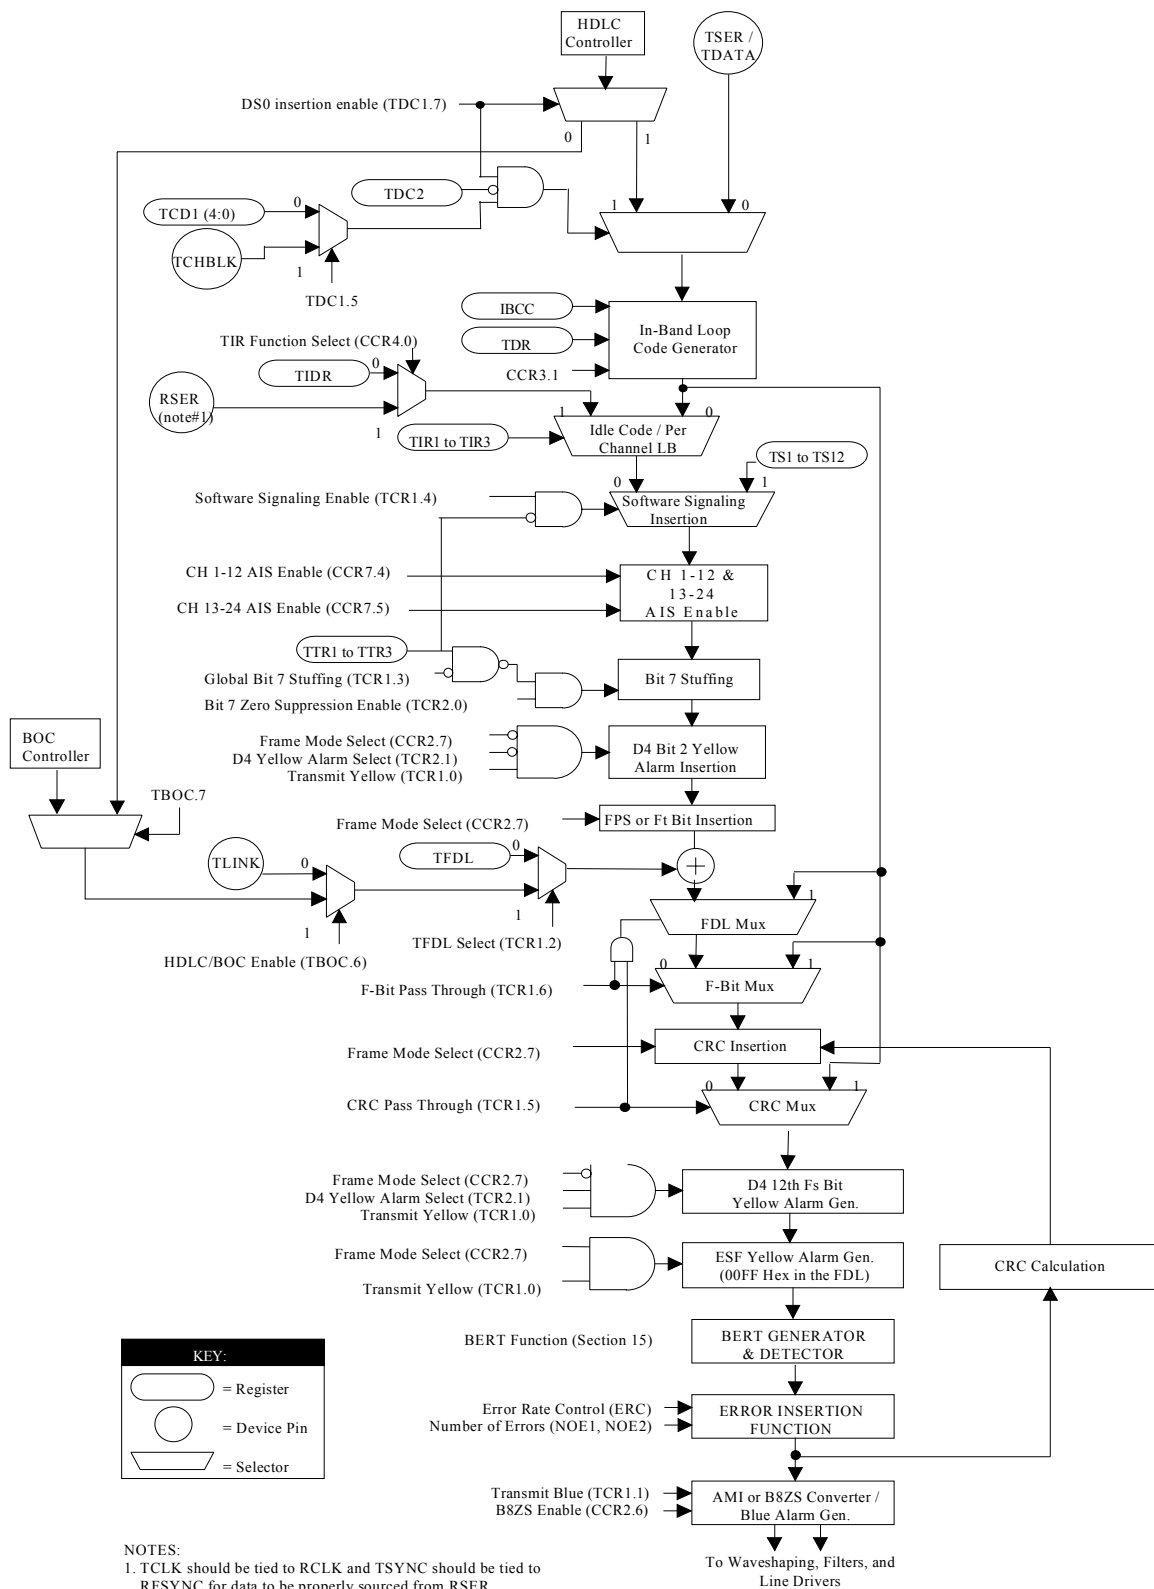 HDLC
Controller
TSER /
TDATA
DS0 insertion enable (TDC1.7)
0
1
TDC2
TCD1 (4:0)
0
1
0
TCHBLK
1
TDC1.5
IBCC
In-Band Loop
Code Generator
TDR
TIR Function Select (CCR4.0)
CCR3.1
0
TIDR
RSER
(note#1)
1
1
0
Idle Code / Per
Channel LB
TIR1 to TIR3
TS1 to TS12
0
1
Software Signaling Enable (TCR1.4)
Software Signaling
Insertion
CH 1-12 AIS Enable (CCR7.4)
CH 1-12 &
13-24
AIS Enable
CH 13-24 AIS Enable (CCR7.5)
TTR1 to TTR3
Global Bit 7 Stuffing (TCR1.3)
Bit 7 Stuffing
Bit 7 Zero Suppression Enable (TCR2.0)
BOC
Controller
Frame Mode Select (CCR2.7)
D4 Yellow Alarm Select (TCR2.1)
Transmit Yellow (TCR1.0)
D4 Bit 2 Yellow
Alarm Insertion
TBOC.7
Frame Mode Select (CCR2.7)
FPS or Ft Bit Insertion
0
TFDL
TLINK
0
+
1
1
1
TFDL Select (TCR1.2)
FDL Mux
HDLC/BOC Enable (TBOC.6)
0
1
F-Bit Pass Through (TCR1.6)
F-Bit Mux
Frame Mode Select (CCR2.7)
CRC Insertion
0
1
CRC Pass Through (TCR1.5)
CRC Mux
Frame Mode Select (CCR2.7)
D4 Yellow Alarm Select (TCR2.1)
Transmit Yellow (TCR1.0)
D4 12th Fs Bit
Yellow Alarm Gen.
Frame Mode Select (CCR2.7)
Transmit Yellow (TCR1.0)
ESF Yellow Alarm Gen.
(00FF Hex in the FDL)
CRC Calculation
BERT Function (Section 15)
BERT GENERATOR
& DETECTOR
KEY:
= Register
= Device Pin
= Selector
Error Rate Control (ERC)
Number of Errors (NOE1, NOE2)
ERROR INSERTION
FUNCTION
Transmit Blue (TCR1.1)
B8ZS Enable (CCR2.6)
AMI or B8ZS Converter /
Blue Alarm Gen.
To Waveshaping, Filters, and
Line Drivers
NOTES:
1. TCLK should be tied to RCLK and TSYNC should be tied to
RFSYNC for data to be properly sourced from RSER